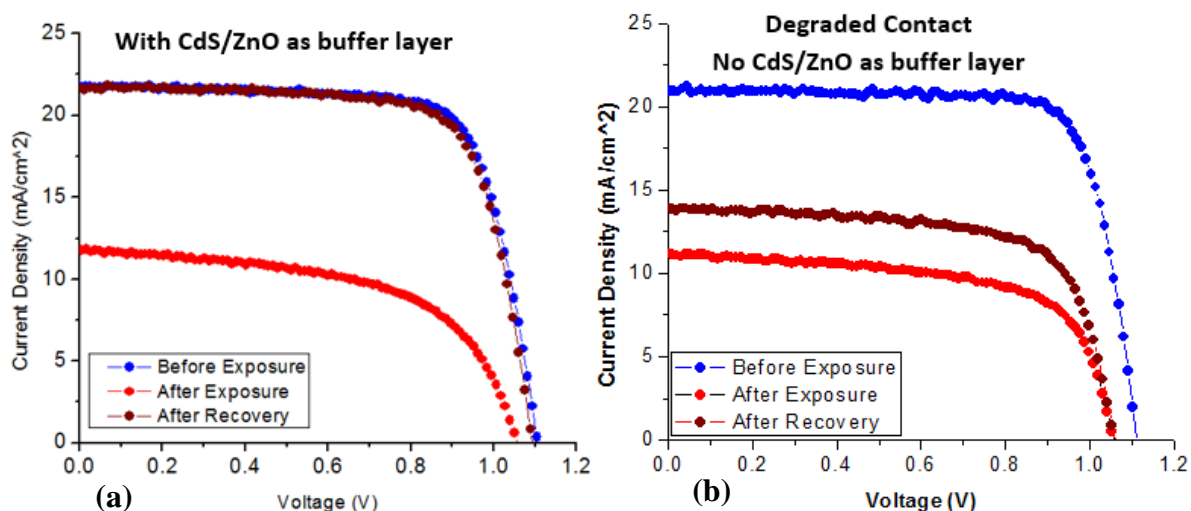 With CdS/ZnO as buffer layer
25
20
15
10
5
0
Current Density (mA/cm^2)
Before Exposure
After Exposure
After Recovery
0.0 0.2 0.4 0.6 0.8 1.0 1.2
Voltage (V)
(a)
Degraded Contact
No CdS/ZnO as buffer layer
25
20
15
10
5
0
Current Density (mA/cm^2)
Before Exposure
After Exposure
After Recovery
0.0 0.2 0.4 0.6 0.8 1.0 1.2
Voltage (V)
(b)